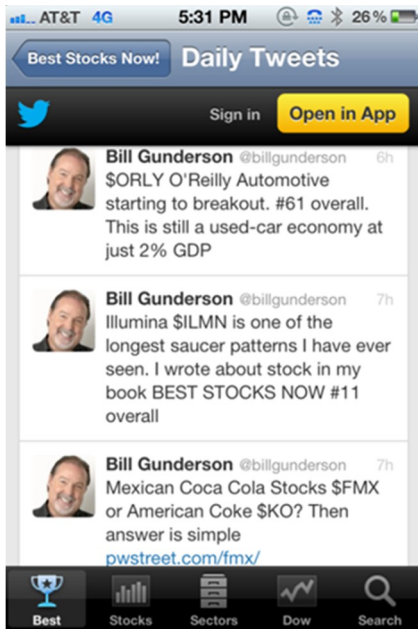 AT&T 4G 5:31 PM 26%
Best Stocks Now! Daily Tweets
Sign in Open in App
Bill Gunderson @billgunderson 6h
$ORLY O'Reilly Automotive
starting to breakout. #61 overall.
This is still a used-car economy at
just 2% GDP
Bill Gunderson @billgunderson 7h
Illumina $ILMN is one of the
longest saucer patterns I have ever
seen. I wrote about stock in my
book BEST STOCKS NOW #11
overall
Bill Gunderson @billgunderson 7h
Mexican Coca Cola Stocks $FMX
or American Coke $KO? Then
answer is simple
pwstreet.com/fmx/
Best Stocks Sectors Dow Search